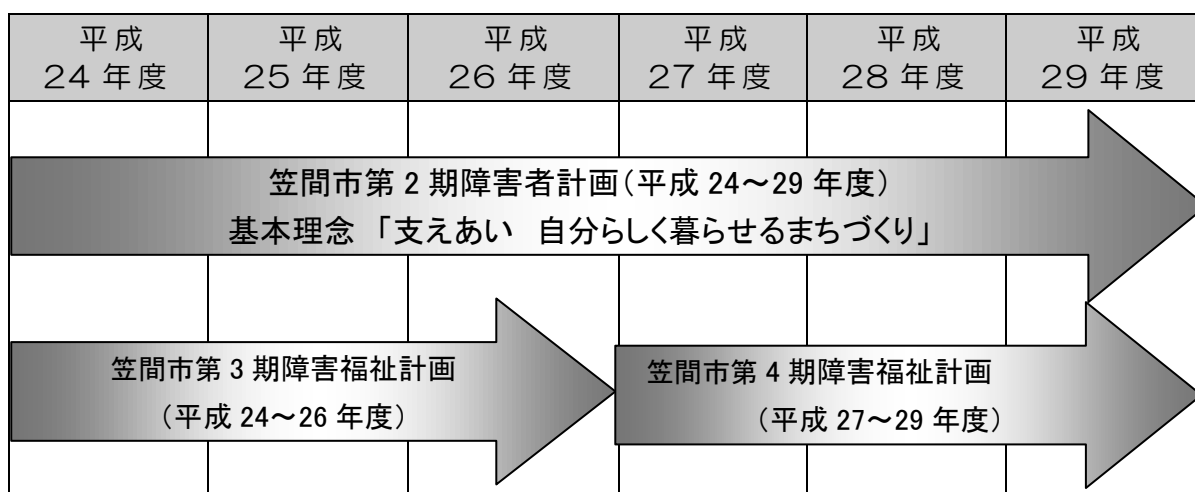 平成
24 年度
平成
25 年度
平成
26 年度
平成
27 年度
平成
28 年度
平成
29 年度
笠間市第 2 期障害者計画（平成 24～29 年度）
基本理念 「支えあい　自分らしく暮らせるまちづくり」
笠間市第 3 期障害福祉計画
（平成 24～26 年度）
笠間市第 4 期障害福祉計画
（平成 27～29 年度）